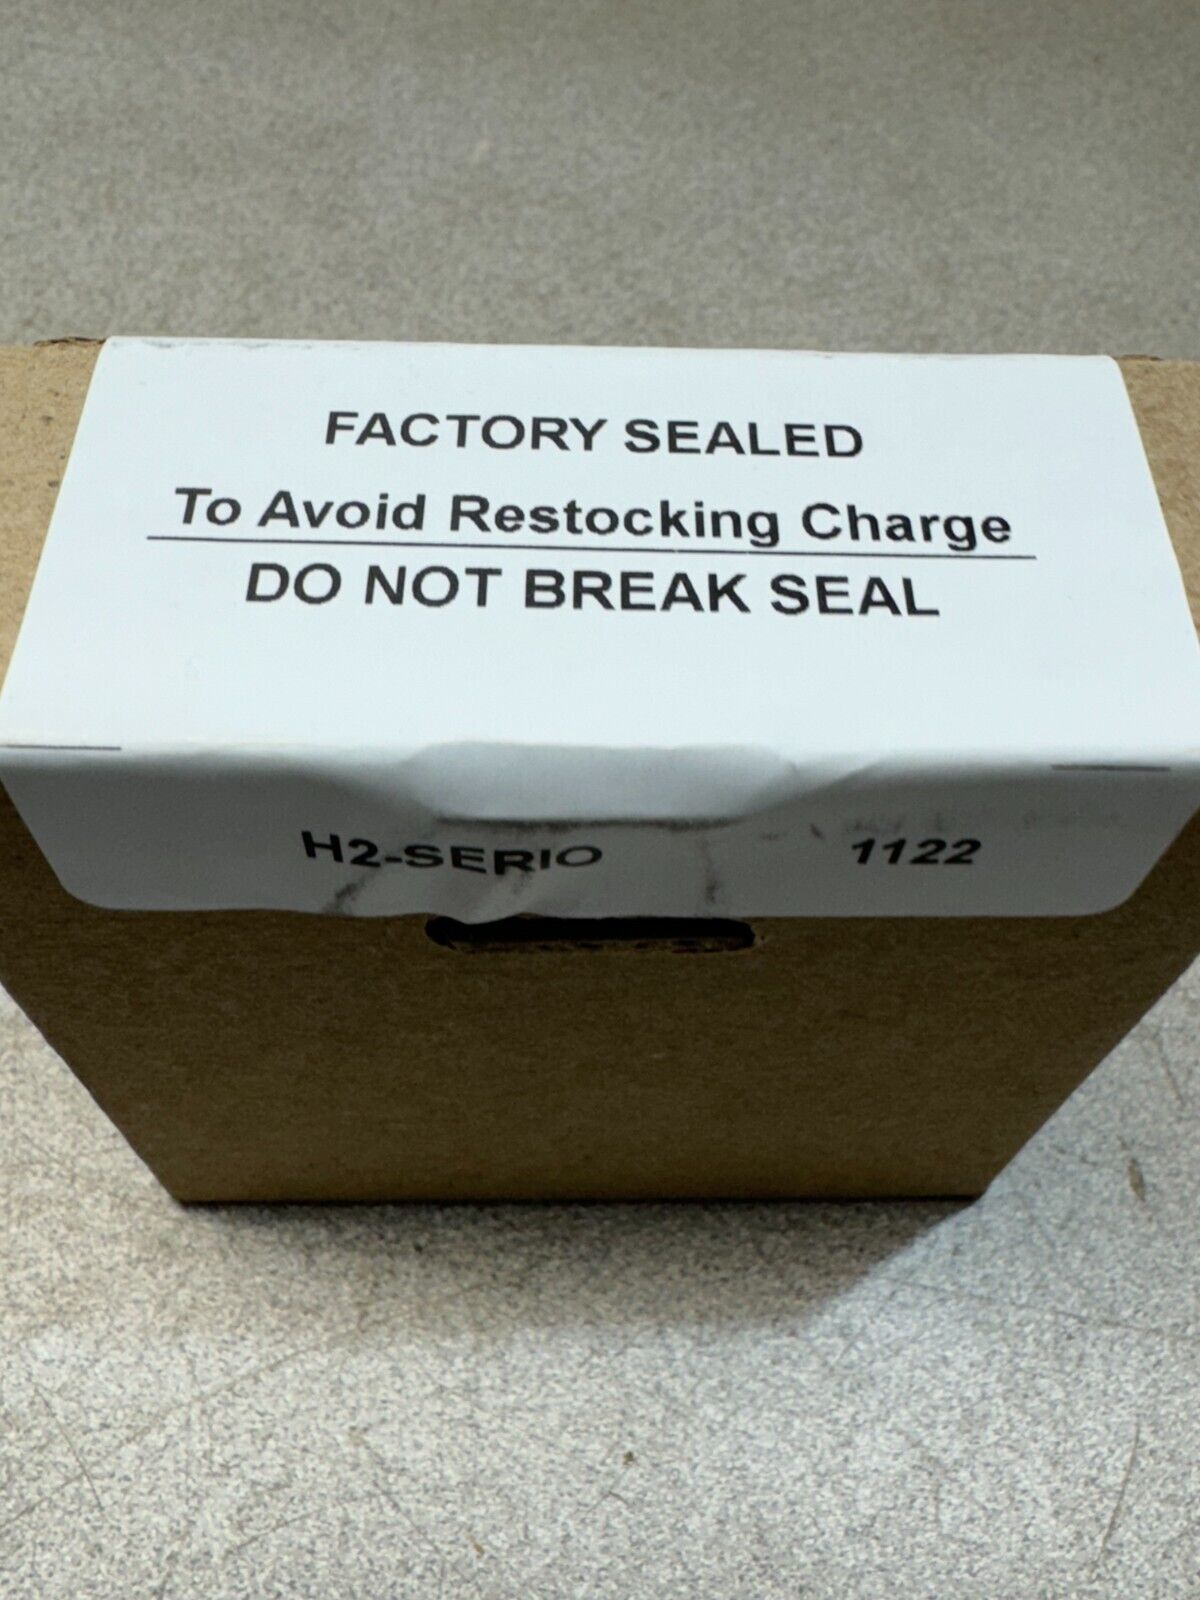 FACTORY SEALED
To Avoid Restocking Charge
DO NOT BREAK SEAL
H2-SERIO 1122